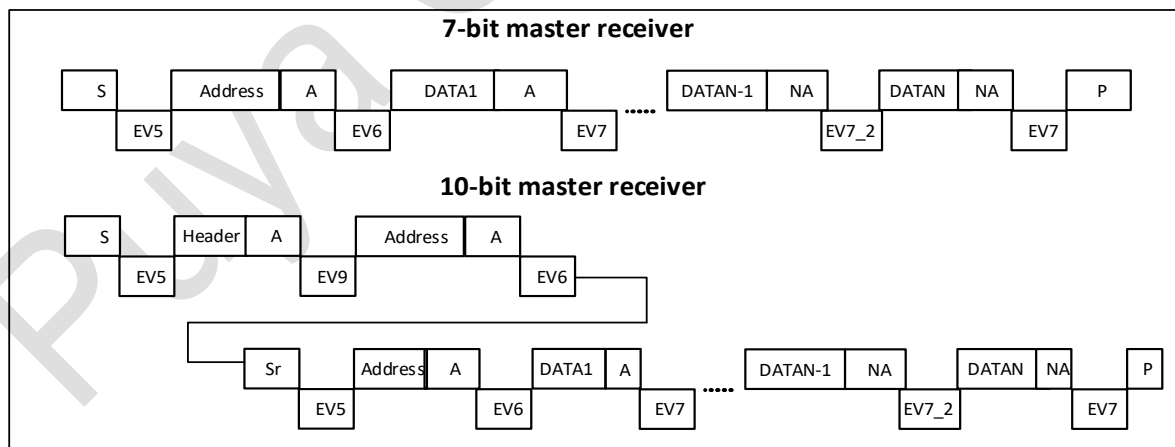 7-bit master receiver
S Address A DATA1 A ..... DATAN-1 NA DATAN NA P
EV5 EV6 EV7 EV7_2 EV7
10-bit master receiver
S Header A Address A
EV5 EV9 EV6
Sr Address A DATA1 A ..... DATAN-1 NA DATAN NA P
EV5 EV6 EV7 EV7_2 EV7
Puya